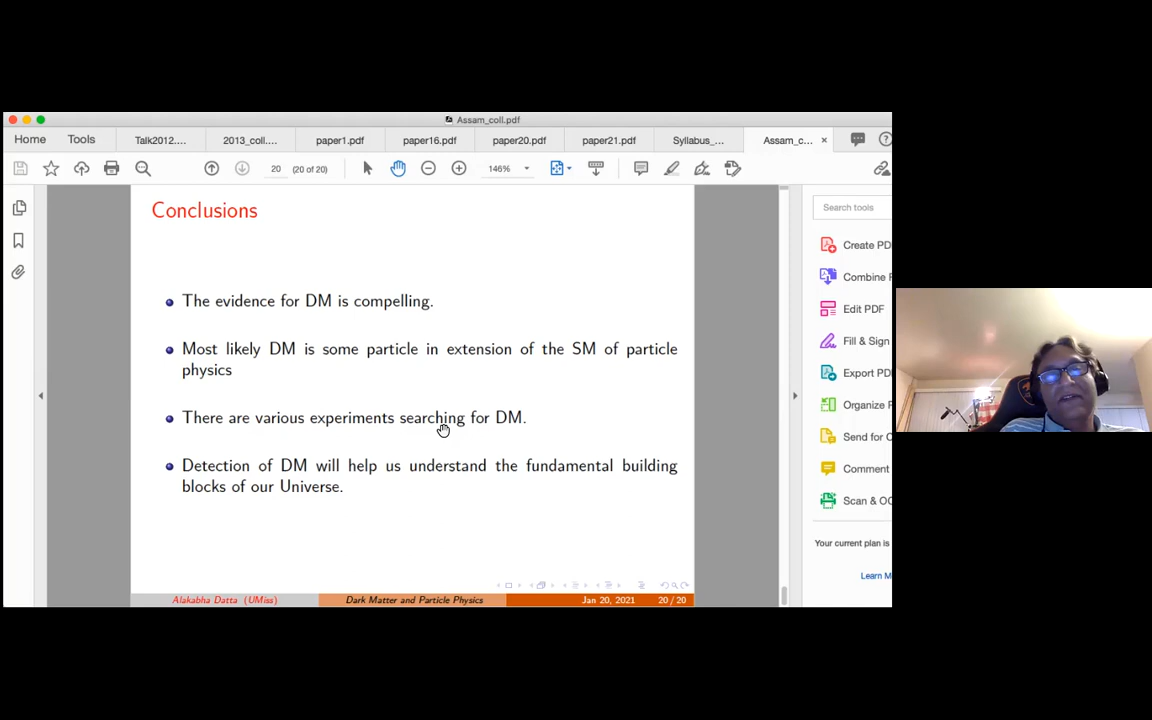 Assam_coll.pdf
Home Tools Talk2012.... 2013_coll.... paper1.pdf paper16.pdf paper20.pdf paper21.pdf Syllabus_... Assam_c... ×
20 (20 of 20) 146%
Conclusions
Search tools
The evidence for DM is compelling.
Most likely DM is some particle in extension of the SM of particle
physics
There are various experiments searching for DM.
Detection of DM will help us understand the fundamental building
blocks of our Universe.
Alakabha Datta (UMiss) Dark Matter and Particle Physics Jan 20, 2021 20 / 20
Create PD
Combine F
Edit PDF
Fill & Sign
Export PD
Organize P
Send for C
Comment
Scan & OC
Your current plan is
Learn M